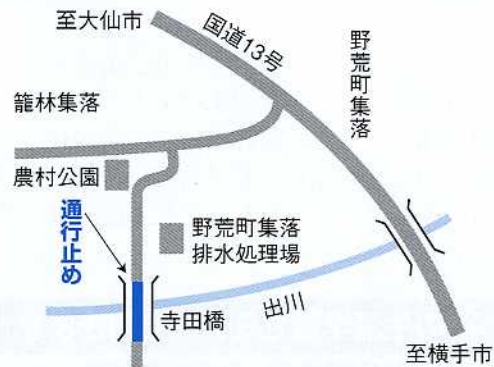 至大仙市
国道13号
野荒町集落
籠林集落
農村公園
通行止め
野荒町集落
排水処理場
出川
寺田橋
至横手市